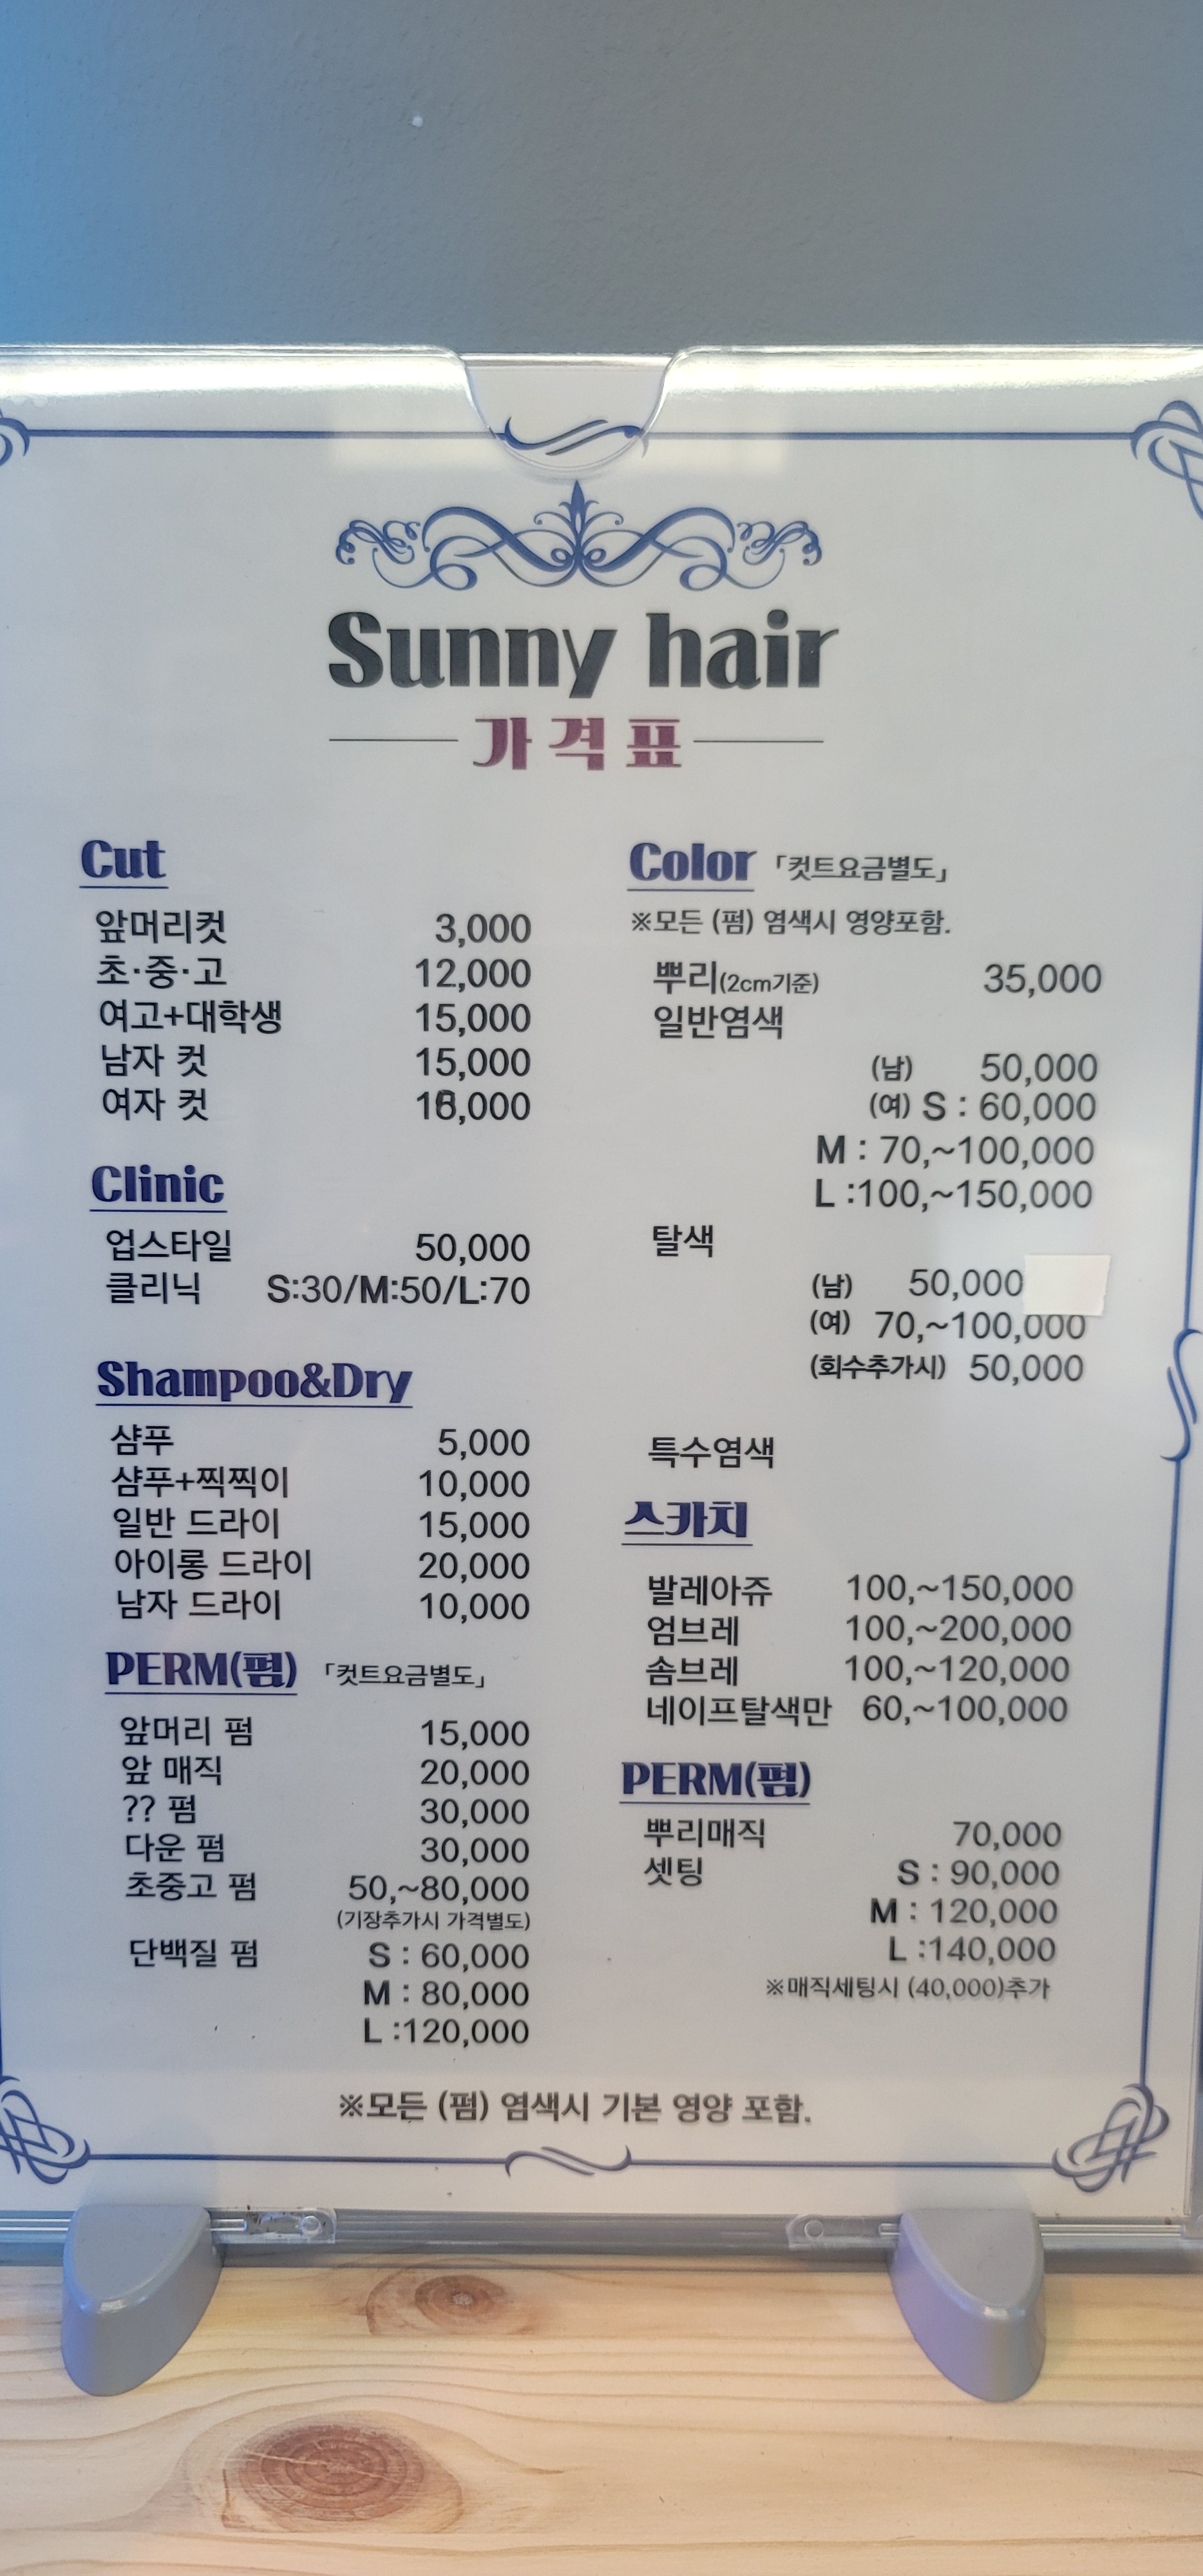 Sunny hair
가격표
Cut
앞머리컷 3,000
초·중·고 12,000
여고+대학생 15,000
남자 컷 15,000
여자 컷
Clinic
업스타일 50,000
클리닉 S:30/M:50/L:70
Shampoo&Dry
샴푸 5,000
샴푸+찍찍이 10,000
일반 드라이 15,000
아이롱 드라이 20,000
남자 드라이 10,000
PERM(펌) 「컷트요금별도」
앞머리 펌 15,000
앞 매직 20,000
?? 펌 30,000
다운 펌 30,000
초중고 펌 50,~80,000
(기장추가시 가격별도)
단백질 펌 S : 60,000
M : 80,000
L :120,000
Color 「컷트요금별도」
※모든 (펌) 염색시 영양포함.
뿌리(2cm기준) 35,000
일반염색
(남) 50,000
(여) S : 60,000
M : 70,~100,000
L :100,~150,000
탈색
(남) 50,000
(여) 70,~100,000
(회수추가시) 50,000
특수염색
스카치
발레아쥬 100,~150,000
엄브레 100,~200,000
솜브레 100,~120,000
네이프탈색만 60,~100,000
PERM(펌)
뿌리매직 70,000
셋팅 S : 90,000
M : 120,000
L :140,000
※매직세팅시 (40,000)추가
※모든 (펌) 염색시 기본 영양 포함.